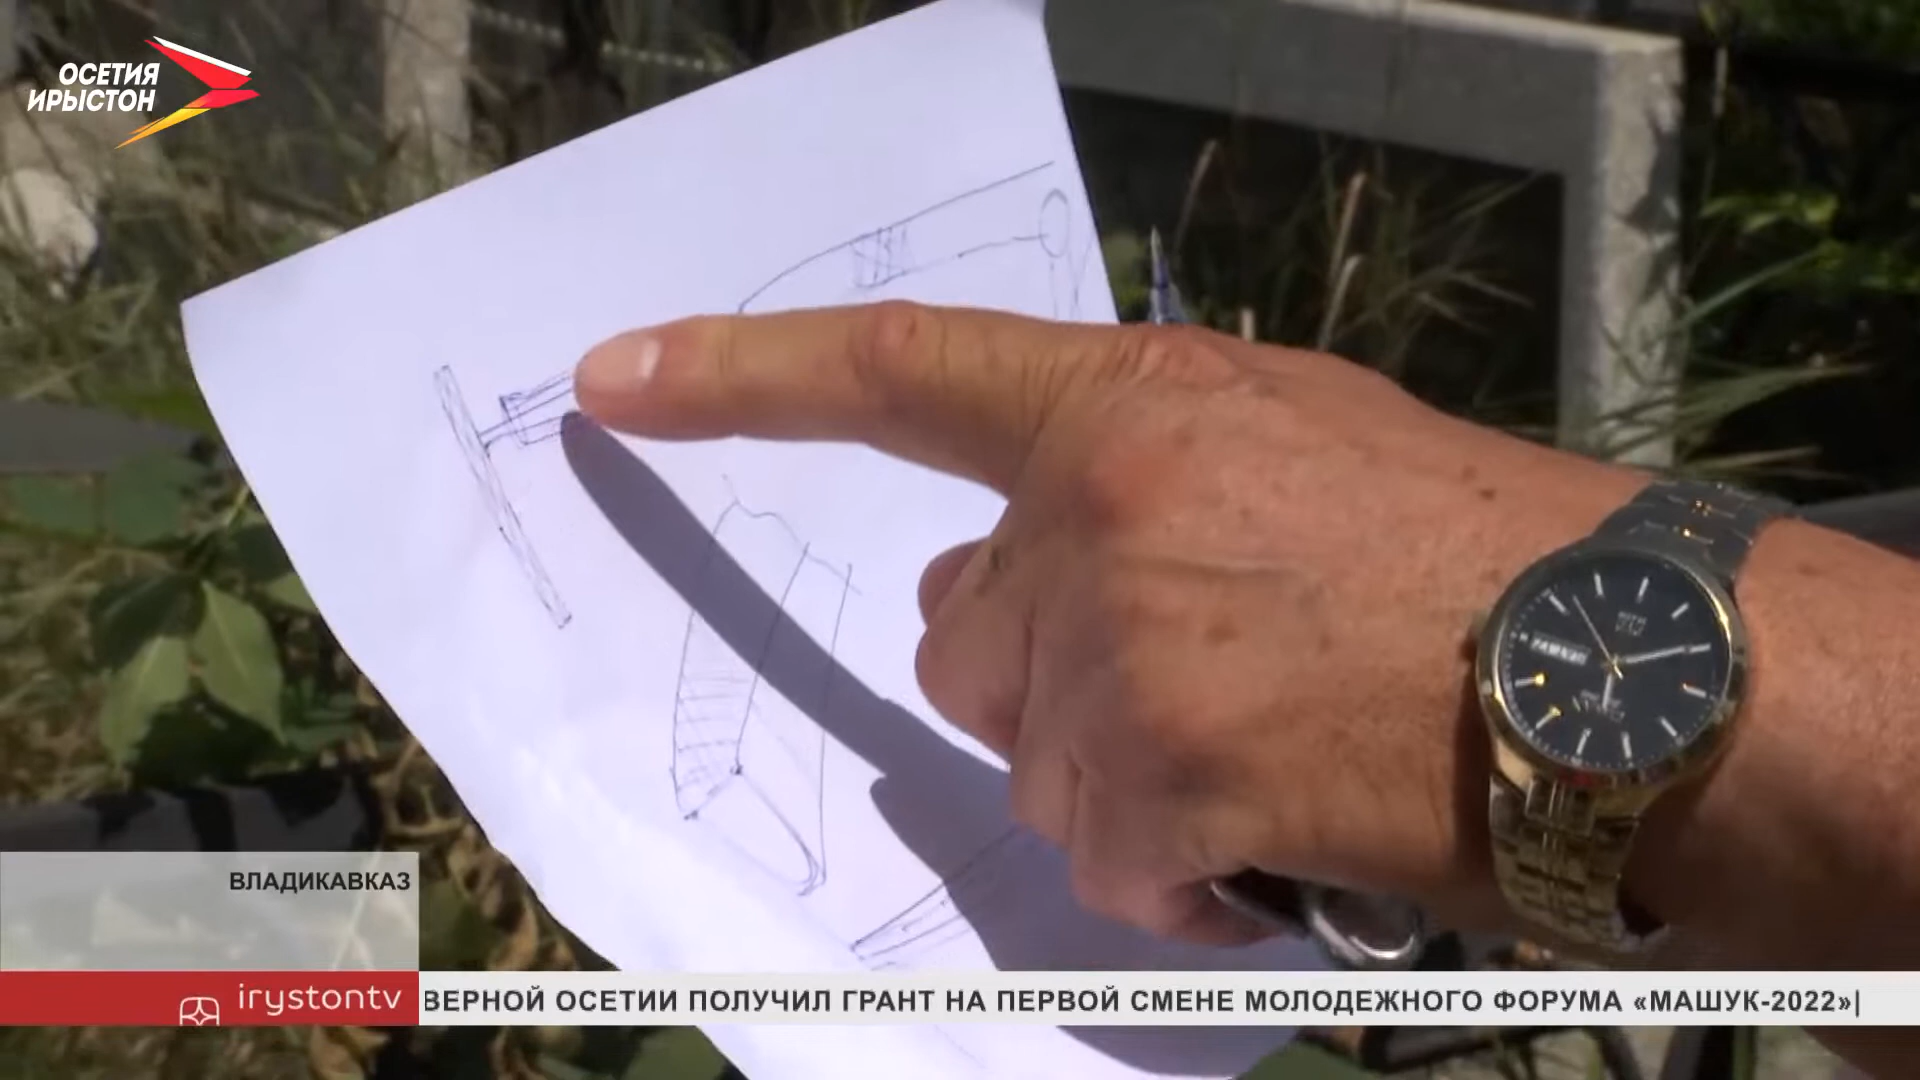 ОСЕТИЯ
ИРЫСТОН
ВЛАДИКАВКАЗ
irystontv
ВЕРНОЙ ОСЕТИИ ПОЛУЧИЛ ГРАНТ НА ПЕРВОЙ СМЕНЕ МОЛОДЕЖНОГО ФОРУМА «МАШУК-2022»|